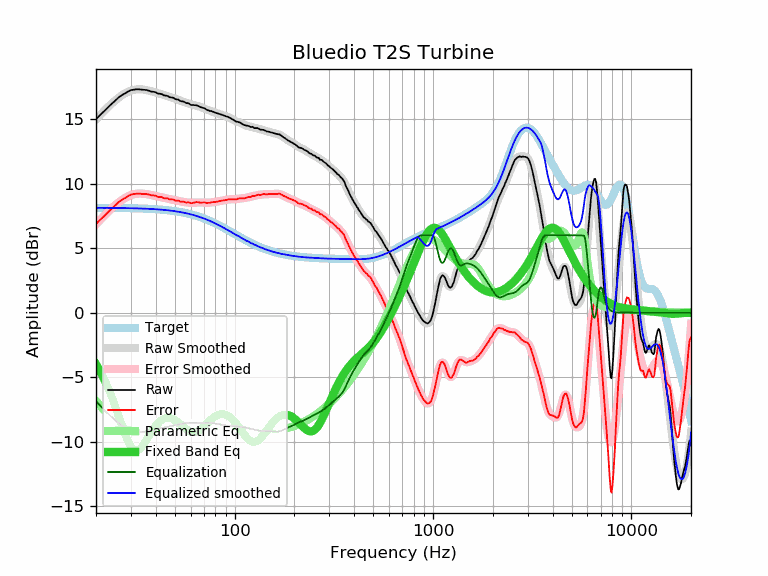 Bluedio T2S Turbine
Amplitude (dBr)
15
10
5
0
−5
−10
−15
Target
Raw Smoothed
Error Smoothed
Raw
Error
Parametric Eq
Fixed Band Eq
Equalization
Equalized smoothed
100
1000
10000
Frequency (Hz)